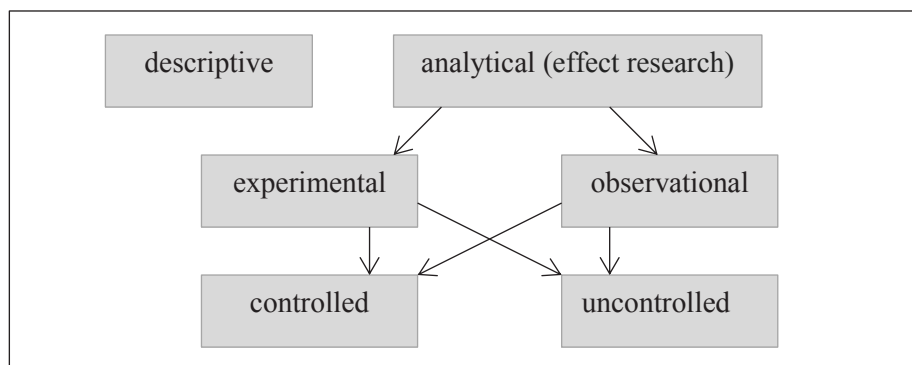 descriptive
analytical (effect research)
experimental
observational
controlled
uncontrolled